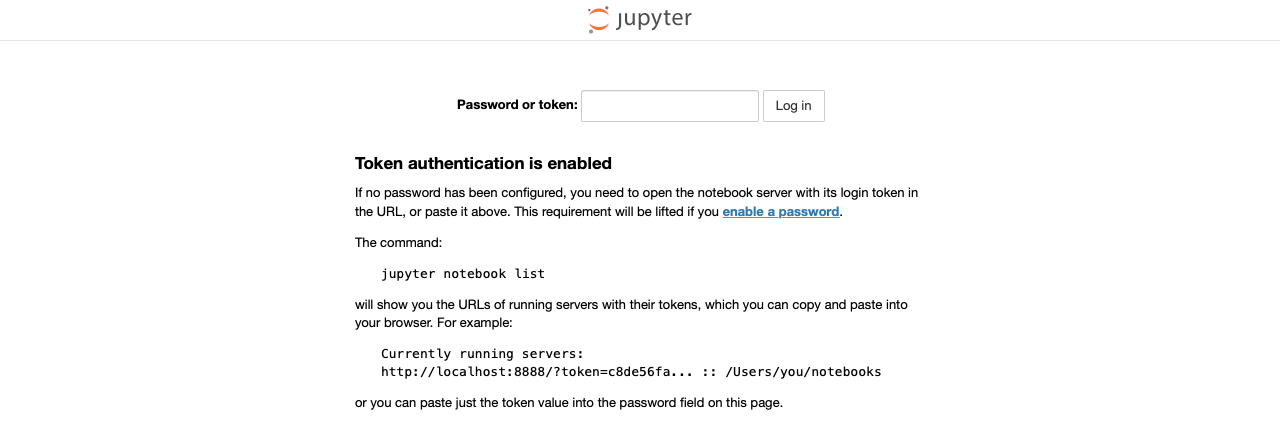 jupyter
Password or token: Log in
Token authentication is enabled
If no password has been configured, you need to open the notebook server with its login token in
the URL, or paste it above. This requirement will be lifted if you enable a password.
The command:
jupyter notebook list
will show you the URLs of running servers with their tokens, which you can copy and paste into
your browser. For example:
Currently running servers:
http://localhost:8888/?token=c8de56fa... :: /Users/you/notebooks
or you can paste just the token value into the password field on this page.